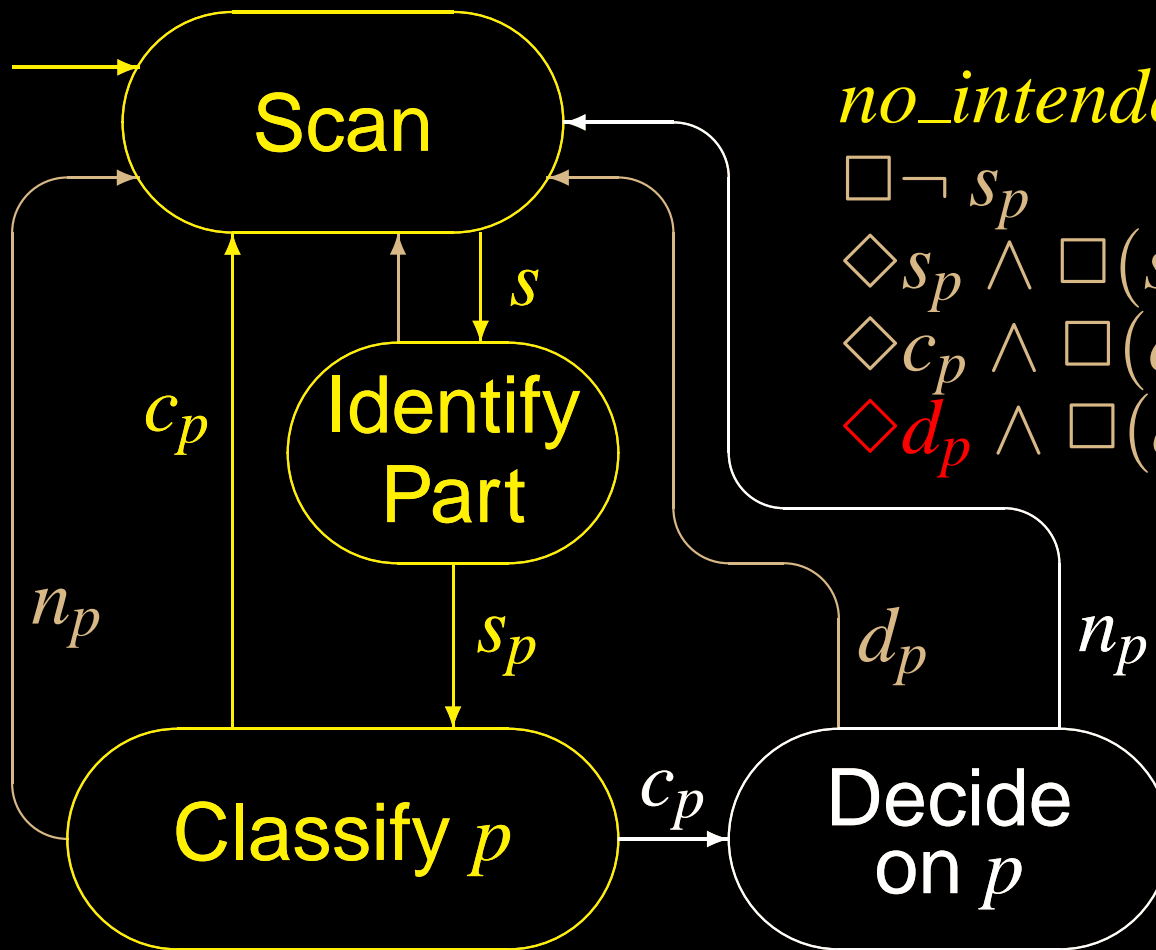 Scan
no_intende
□¬ s_p
◇s_p ∧ □(s
◇c_p ∧ □(
◇d_p ∧ □(
s
c_p
Identify
Part
n_p
s_p
d_p
n_p
Classify p
c_p
Decide
on p